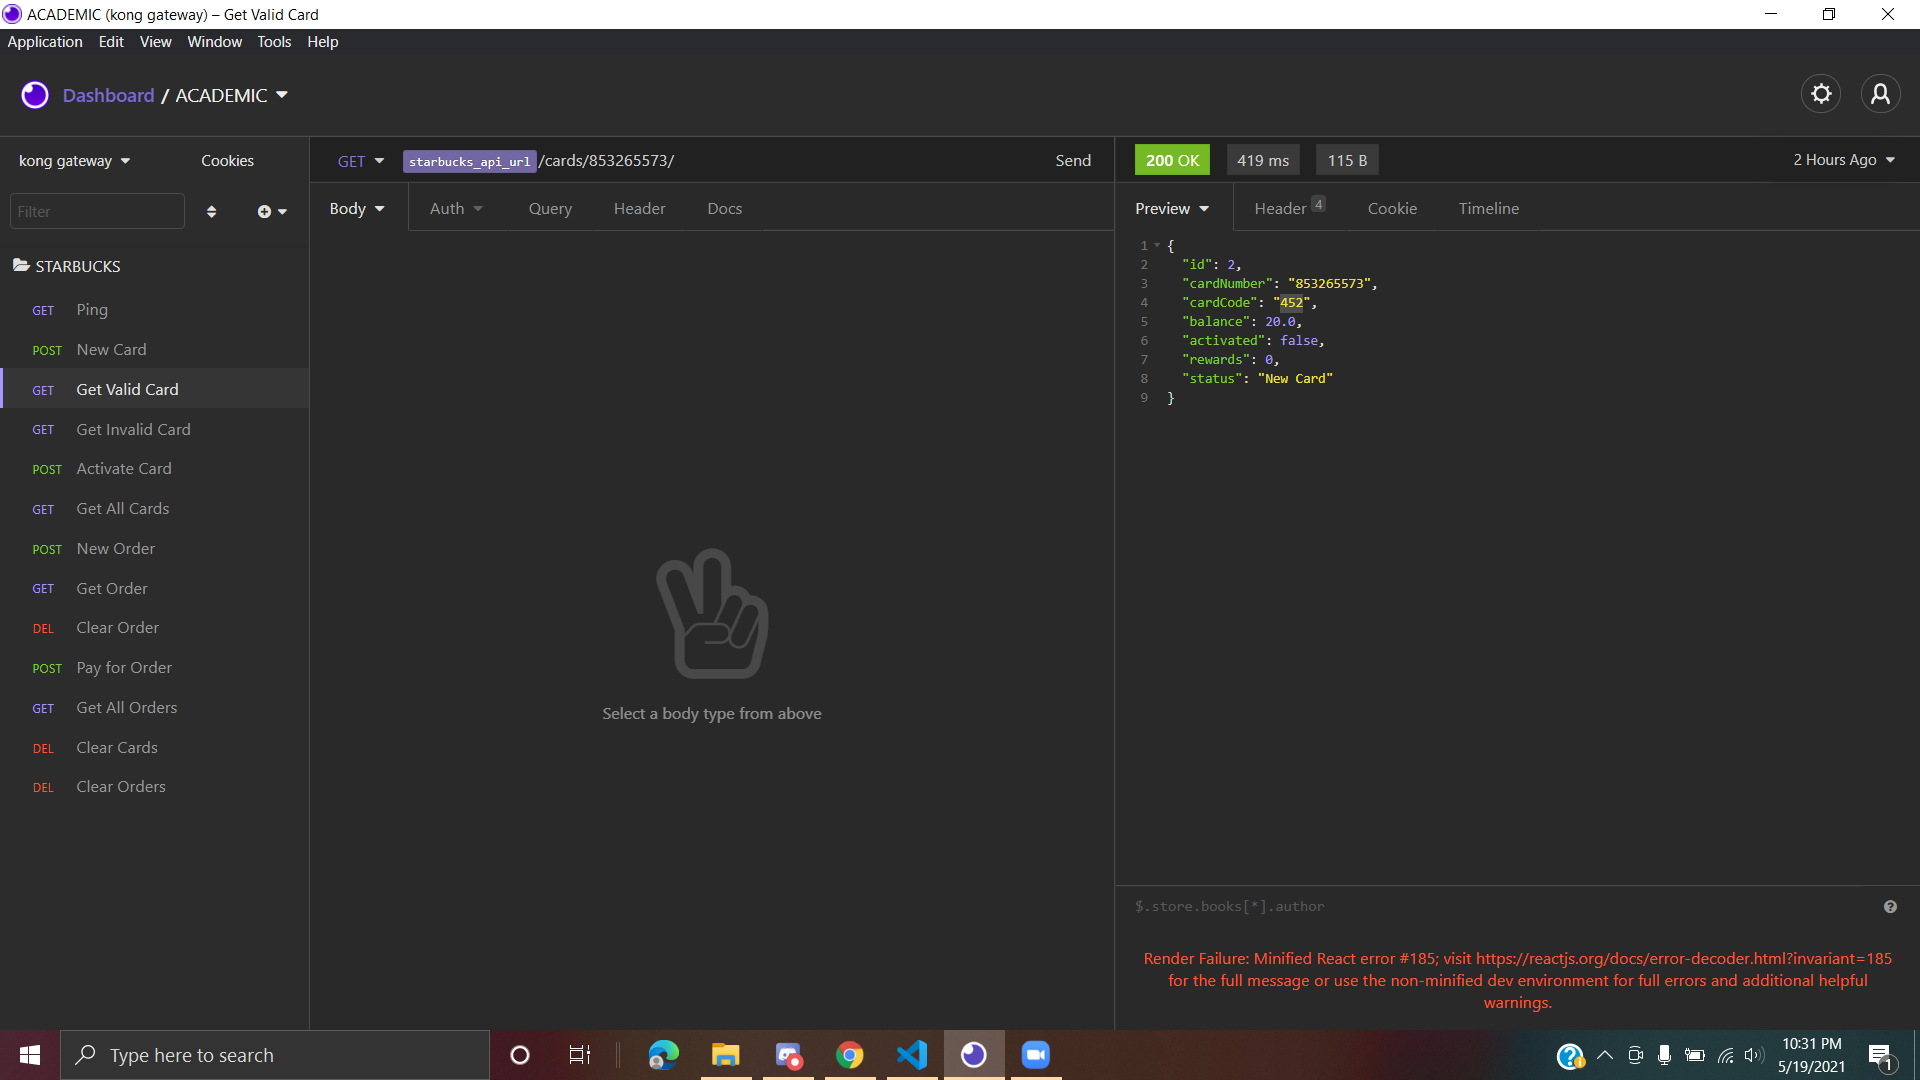 ACADEMIC (kong gateway) – Get Valid Card
Application Edit View Window Tools Help
Dashboard / ACADEMIC
kong gateway Cookies
GET starbucks_api_url/cards/853265573/ Send
200 OK 419 ms 115 B 2 Hours Ago
Filter
Body Auth Query Header Docs
Preview Header 4 Cookie Timeline
STARBUCKS
GET Ping
POST New Card
GET Get Valid Card
GET Get Invalid Card
POST Activate Card
GET Get All Cards
POST New Order
GET Get Order
DEL Clear Order
POST Pay for Order
GET Get All Orders
DEL Clear Cards
DEL Clear Orders
Select a body type from above
1 {
2 "id": 2,
3 "cardNumber": "853265573",
4 "cardCode": "452",
5 "balance": 20.0,
6 "activated": false,
7 "rewards": 0,
8 "status": "New Card"
9 }
$.store.books[*].author
Render Failure: Minified React error #185; visit https://reactjs.org/docs/error-decoder.html?invariant=185
for the full message or use the non-minified dev environment for full errors and additional helpful
warnings.
Type here to search
10:31 PM
5/19/2021
1